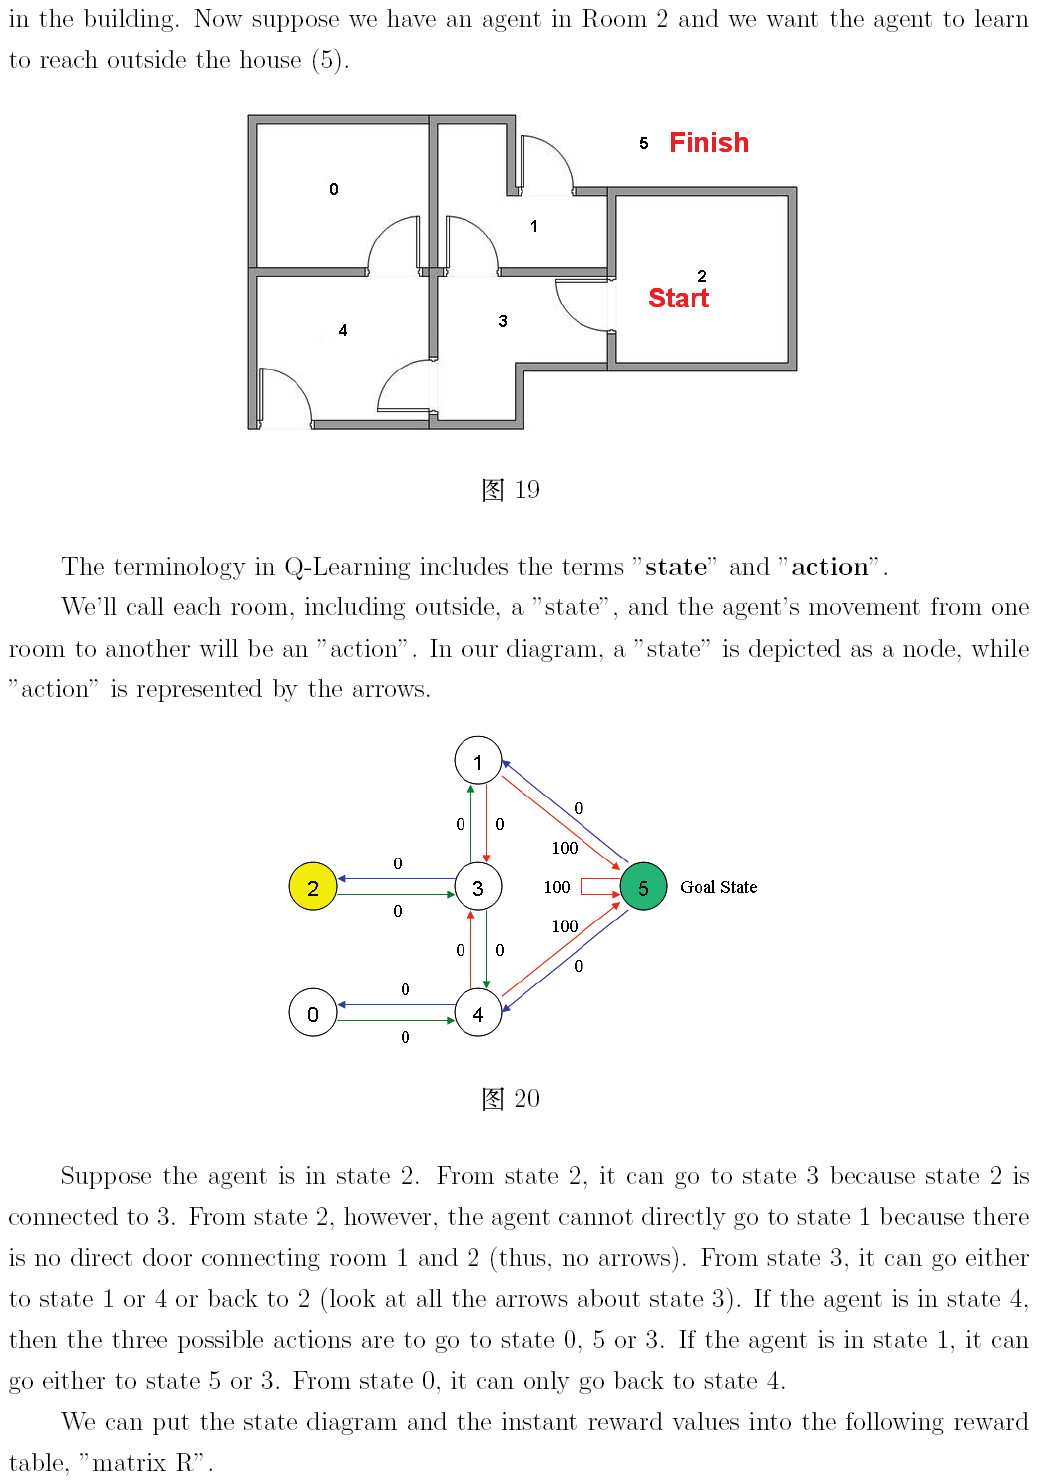 in the building. Now suppose we have an agent in Room 2 and we want the agent to learn
to reach outside the house (5).
5 Finish
0
1
2
Start
3
4
图 19
The terminology in Q-Learning includes the terms ”state” and ”action”.
We'll call each room, including outside, a ”state”, and the agent's movement from one
room to another will be an ”action”. In our diagram, a ”state” is depicted as a node, while
”action” is represented by the arrows.
1
0
0 0
100
0
2 3 100 5 Goal State
0
100
0 0
0
0
0 4
0
图 20
Suppose the agent is in state 2. From state 2, it can go to state 3 because state 2 is
connected to 3. From state 2, however, the agent cannot directly go to state 1 because there
is no direct door connecting room 1 and 2 (thus, no arrows). From state 3, it can go either
to state 1 or 4 or back to 2 (look at all the arrows about state 3). If the agent is in state 4,
then the three possible actions are to go to state 0, 5 or 3. If the agent is in state 1, it can
go either to state 5 or 3. From state 0, it can only go back to state 4.
We can put the state diagram and the instant reward values into the following reward
table, ”matrix R”.